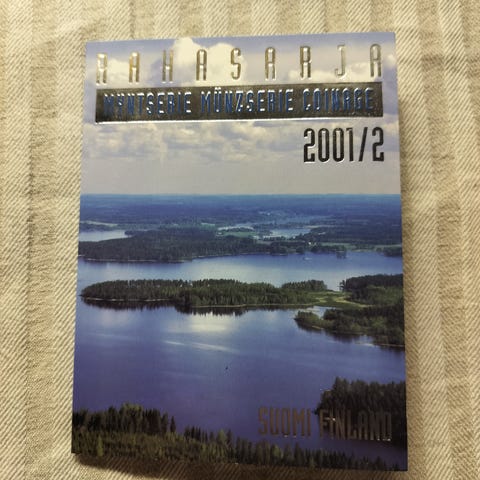 RAHASARJA
MYNTSERIE MÜNZSERIE COINAGE
2001/2
SUOMI FINLAND